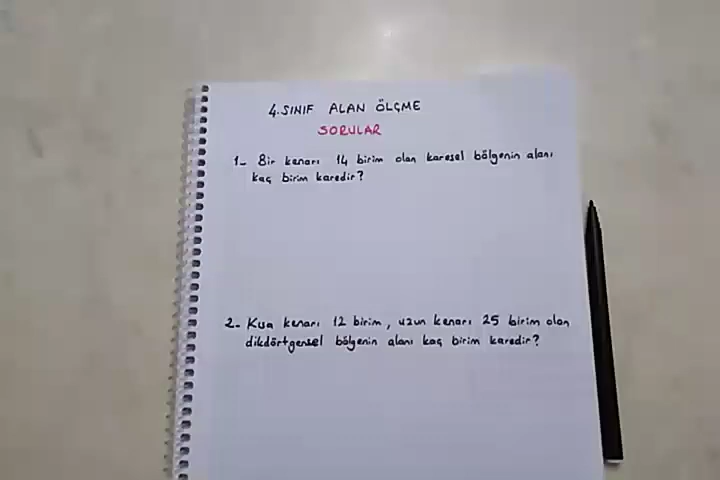 4. SINIF ALAN ÖLÇME
SORULAR
1- Bir kenarı 14 birim olan karesel bölgenin alanı
kaç birim karedir?
2- Kısa kenarı 12 birim, uzun kenarı 25 birim olan
dikdörtgensel bölgenin alanı kaç birim karedir?